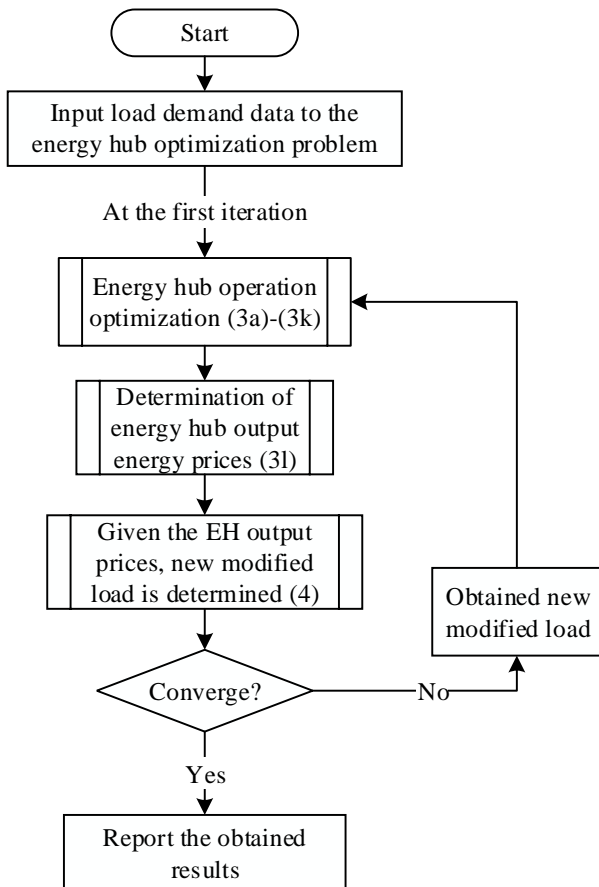 Start
Input load demand data to the
energy hub optimization problem
At the first iteration
Energy hub operation
optimization (3a)-(3k)
Determination of
energy hub output
energy prices (3l)
Given the EH output
prices, new modified
load is determined (4)
Obtained new
modified load
Converge?
No
Yes
Report the obtained
results